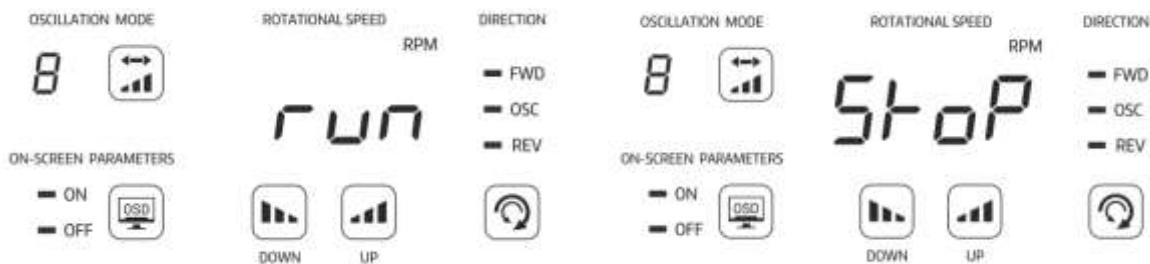 OSCILLATION MODE ROTATIONAL SPEED DIRECTION
RPM
8 FWD
run OSC
REV
ON-SCREEN PARAMETERS
ON
OSD
OFF
DOWN UP
OSCILLATION MODE ROTATIONAL SPEED DIRECTION
RPM
8 FWD
StoP OSC
REV
ON-SCREEN PARAMETERS
ON
OSD
OFF
DOWN UP